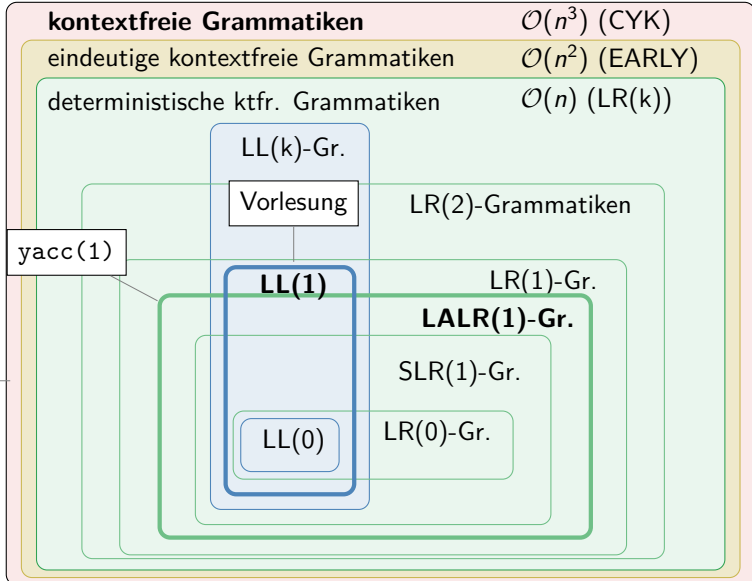 kontextfreie Grammatiken 𝒪(n³) (CYK)
eindeutige kontextfreie Grammatiken 𝒪(n²) (EARLY)
deterministische ktfr. Grammatiken 𝒪(n) (LR(k))
LL(k)-Gr.
Vorlesung
LR(2)-Grammatiken
yacc(1)
LL(1)
LR(1)-Gr.
LALR(1)-Gr.
SLR(1)-Gr.
LL(0)
LR(0)-Gr.